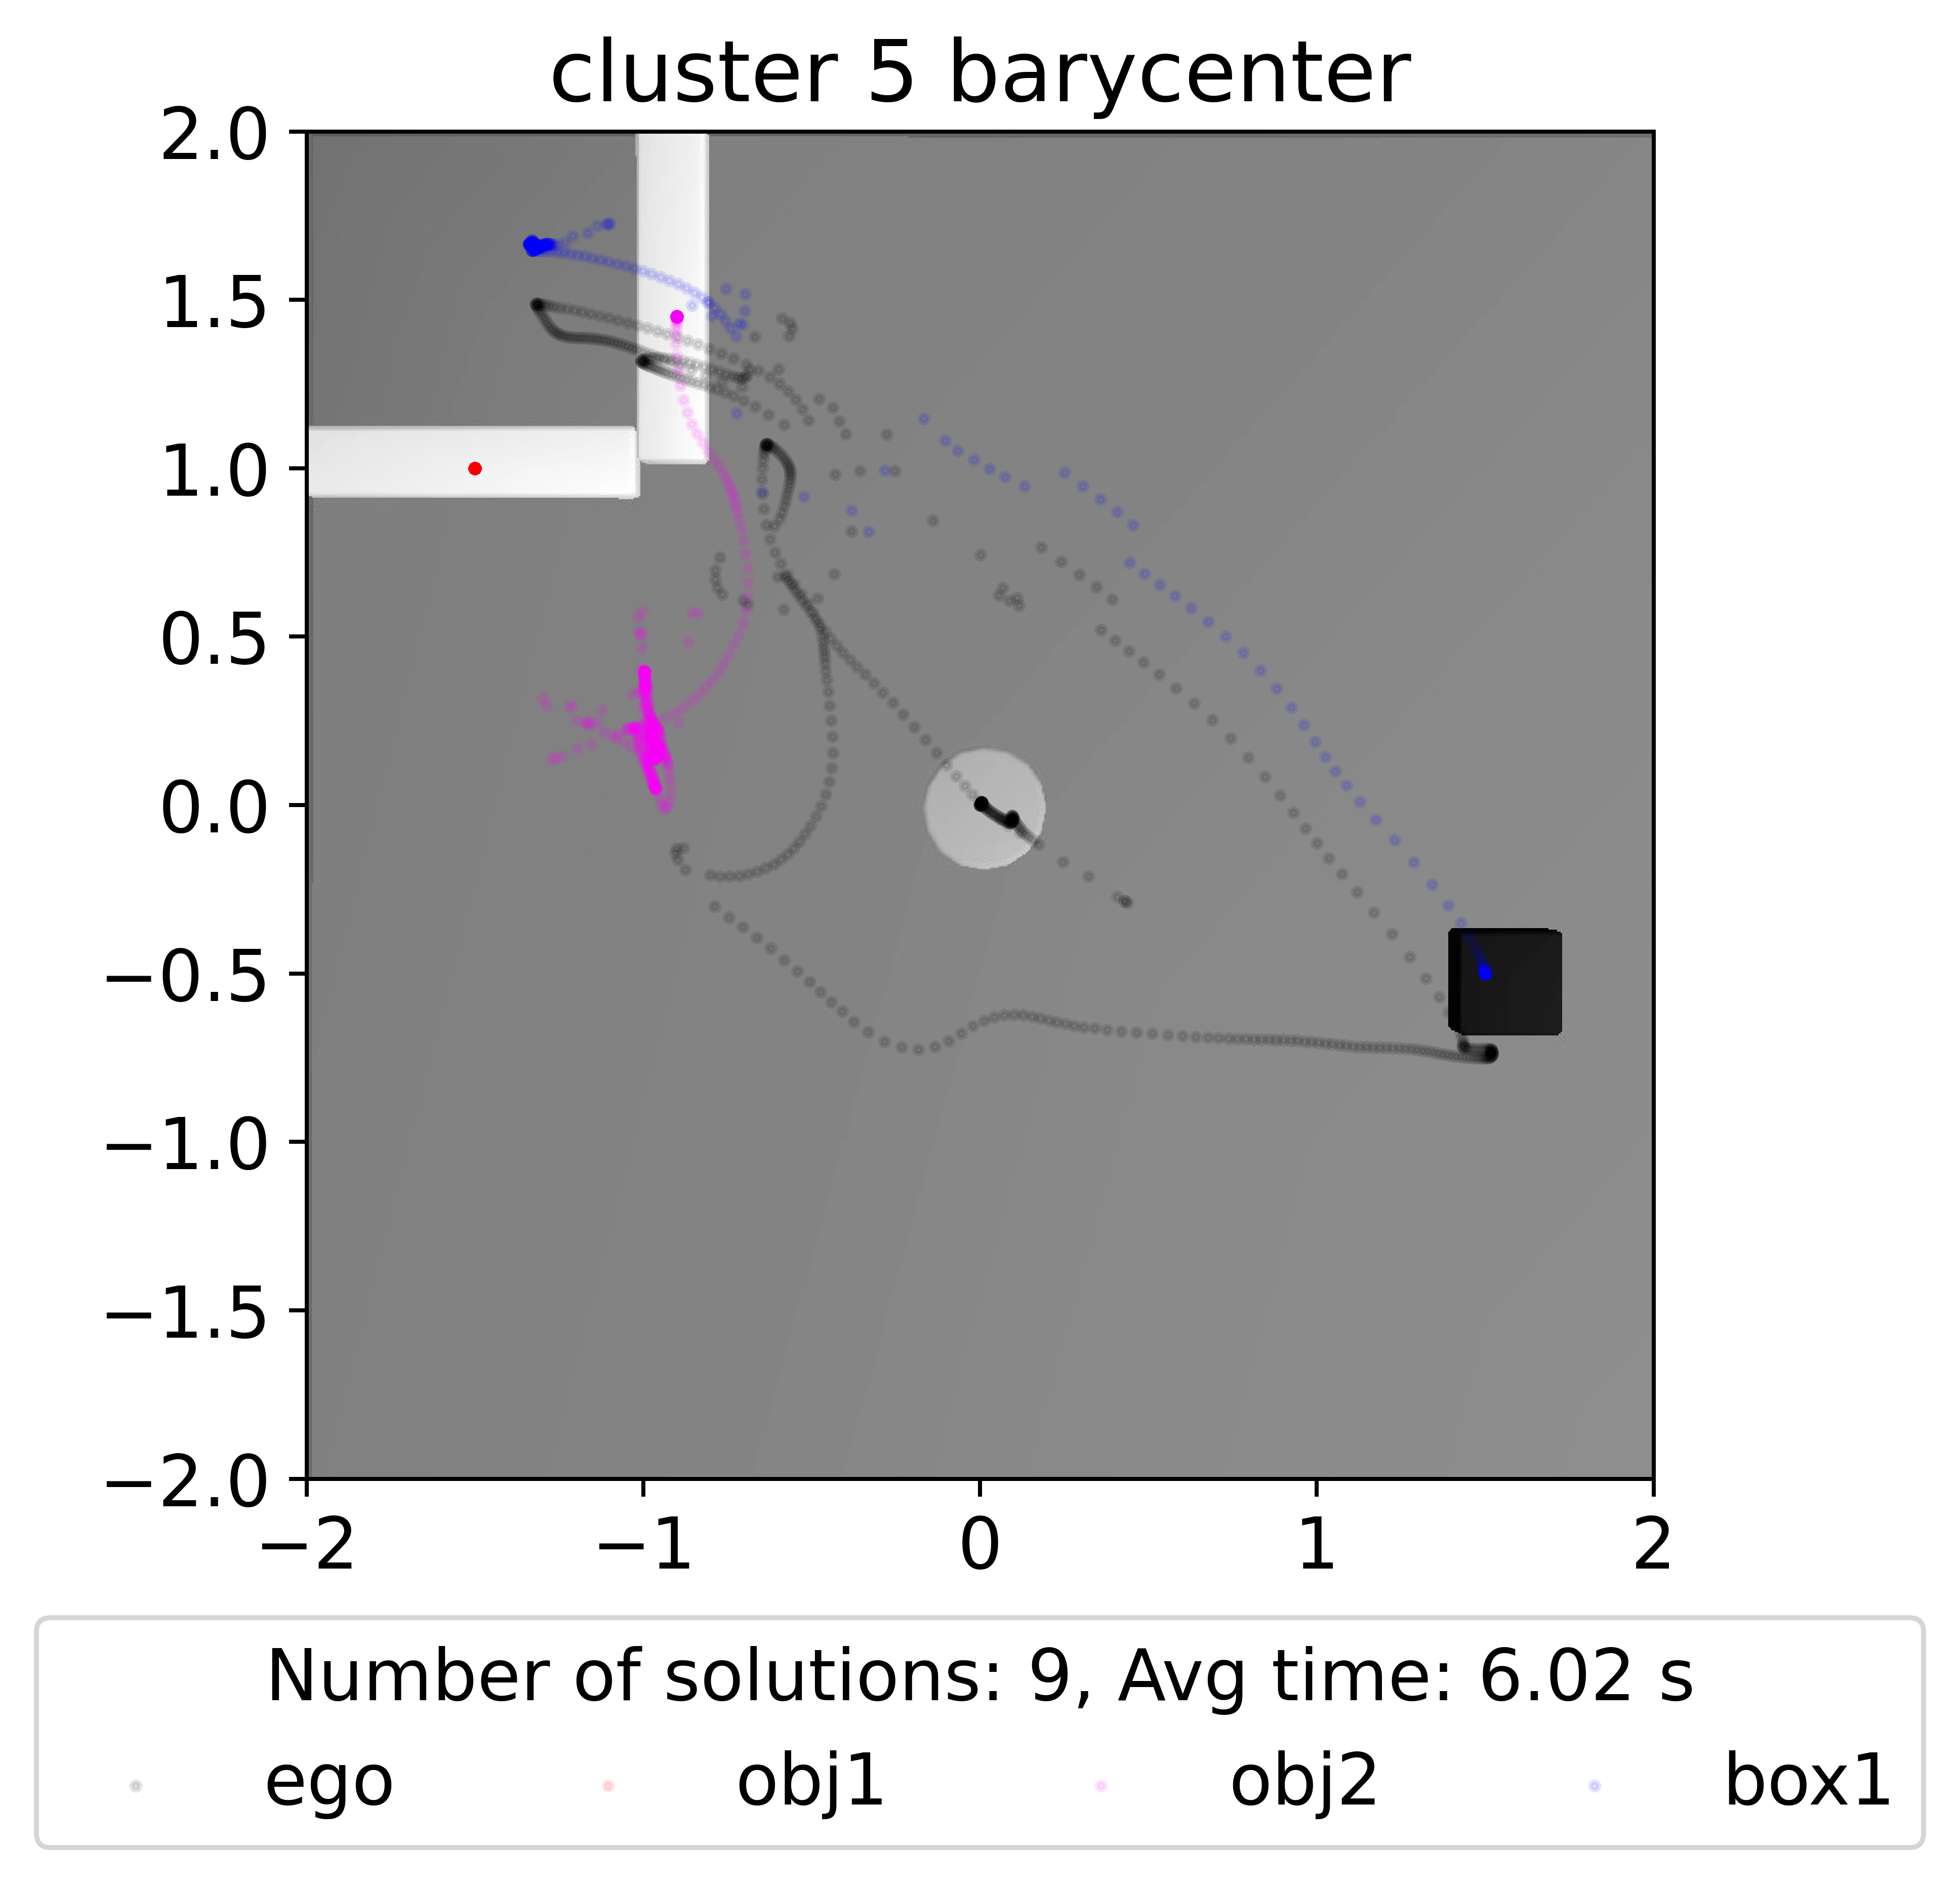 cluster 5 barycenter
2.0
1.5
1.0
0.5
0.0
−0.5
−1.0
−1.5
−2.0
−2 −1 0 1 2
Number of solutions: 9, Avg time: 6.02 s
ego obj1 obj2 box1